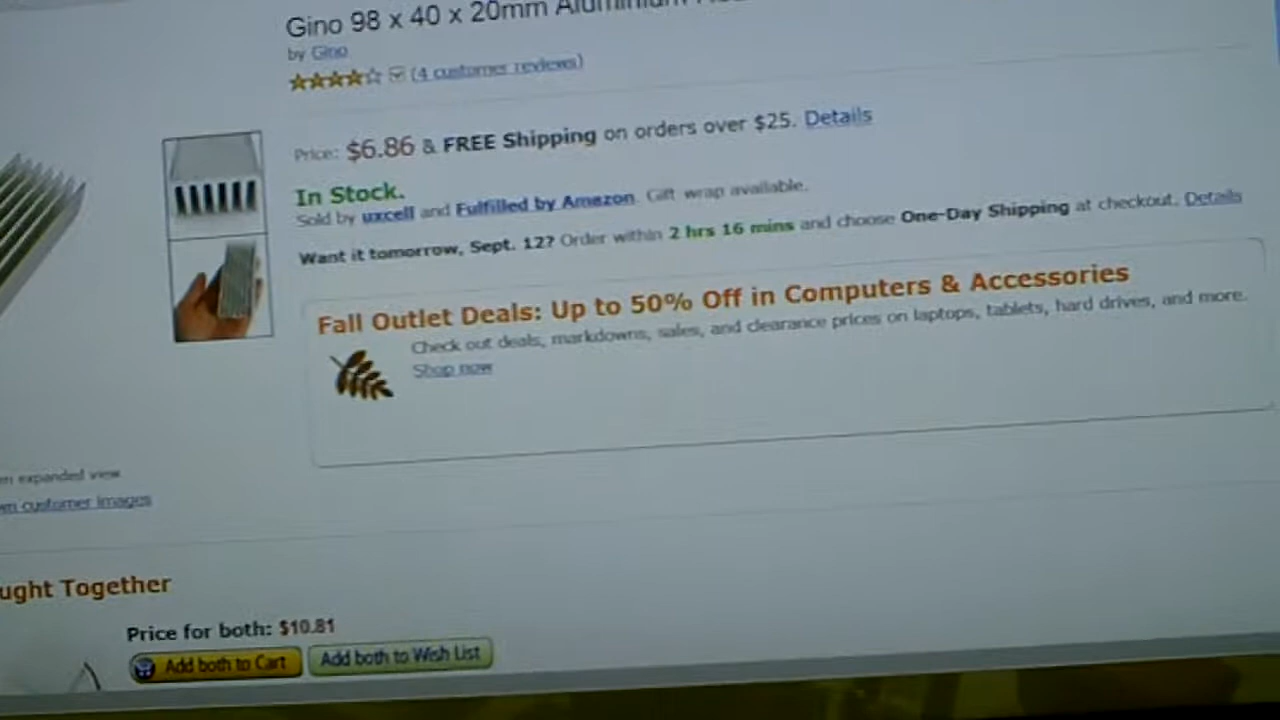 Gino 98 x 40 x 20mm Aluminium
by Gino
(4 customer reviews)
Price: $6.86 & FREE Shipping on orders over $25. Details
In Stock.
Sold by uxcell and Fulfilled by Amazon. Gift wrap available.
Want it tomorrow, Sept. 12? Order within 2 hrs 16 mins and choose One-Day Shipping at checkout. Details
Fall Outlet Deals: Up to 50% Off in Computers & Accessories
Check out deals, markdowns, sales, and clearance prices on laptops, tablets, hard drives, and more.
Shop now
expanded view
customer images
ught Together
Price for both: $10.81
Add both to Cart
Add both to Wish List